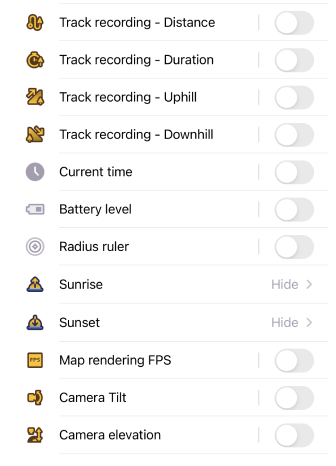 Track recording - Distance
Track recording - Duration
Track recording - Uphill
Track recording - Downhill
Current time
Battery level
Radius ruler
Sunrise Hide
Sunset Hide
FPS Map rendering FPS
Camera Tilt
Camera elevation